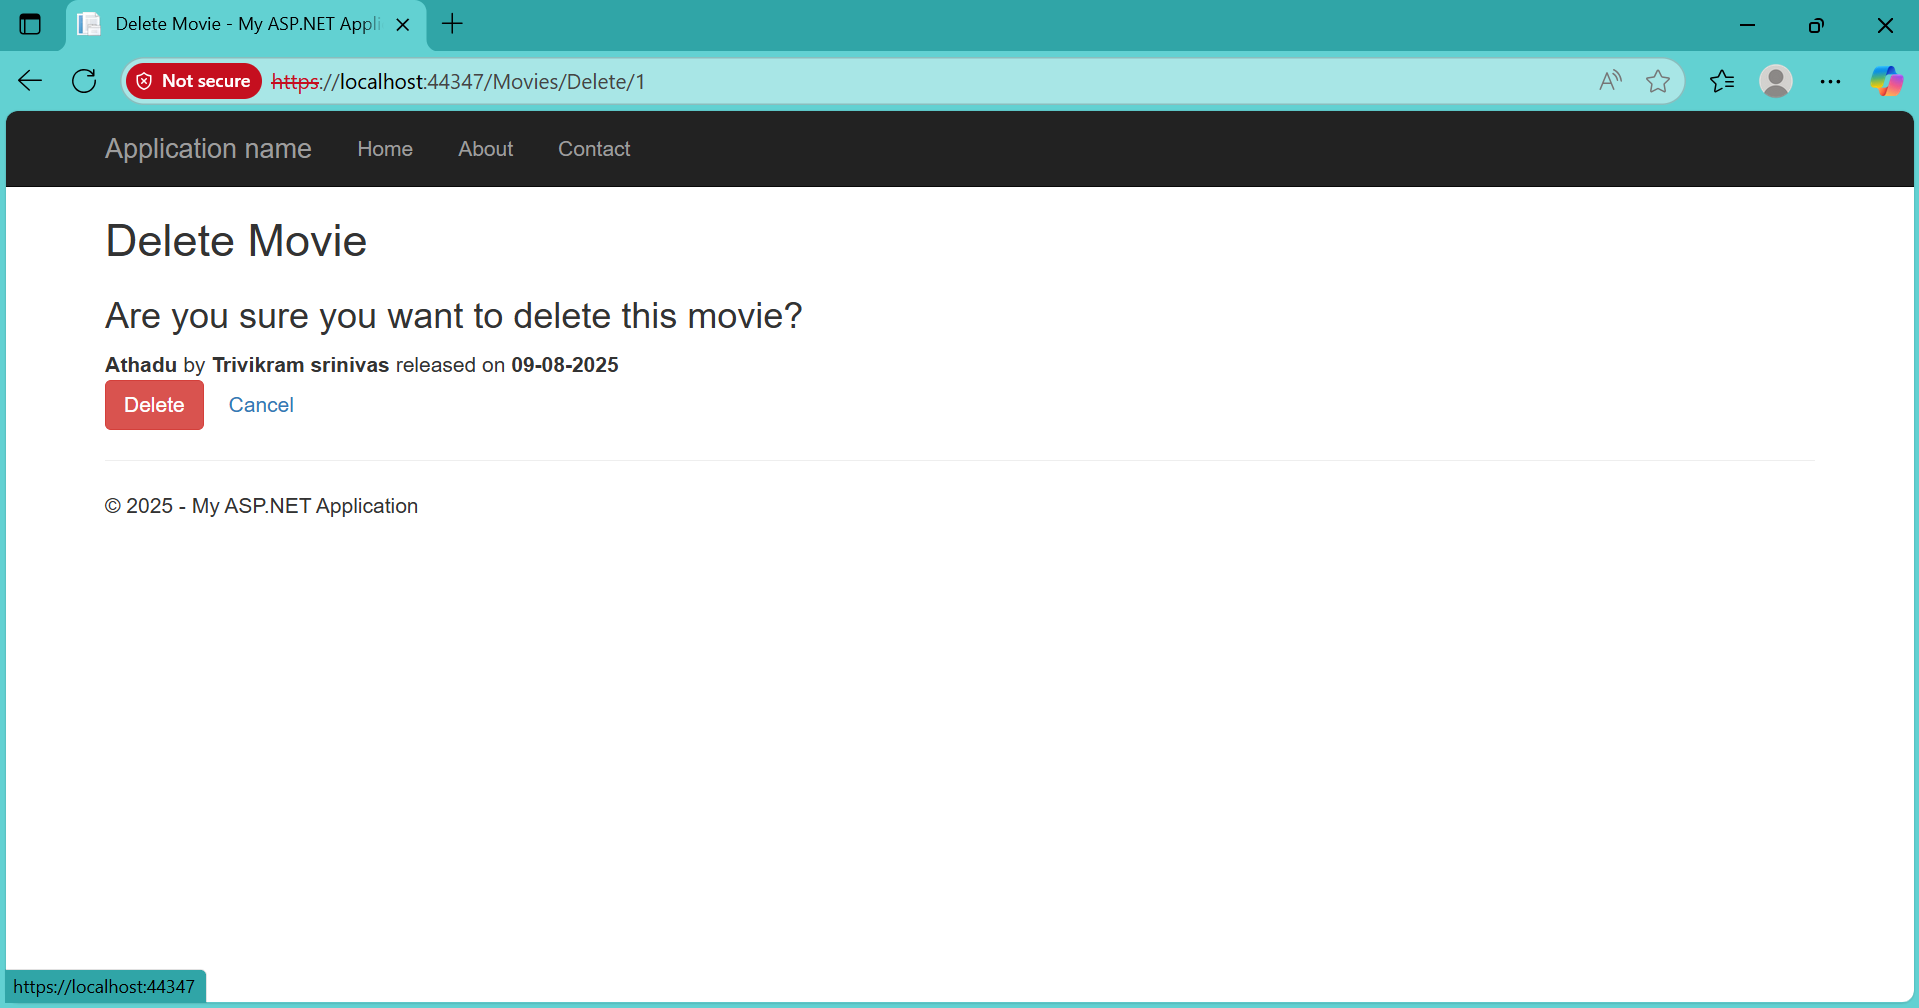 Delete Movie - My ASP.NET Appli
Not secure https://localhost:44347/Movies/Delete/1
Application name Home About Contact
Delete Movie
Are you sure you want to delete this movie?
Athadu by Trivikram srinivas released on 09-08-2025
Delete Cancel
© 2025 - My ASP.NET Application
https://localhost:44347